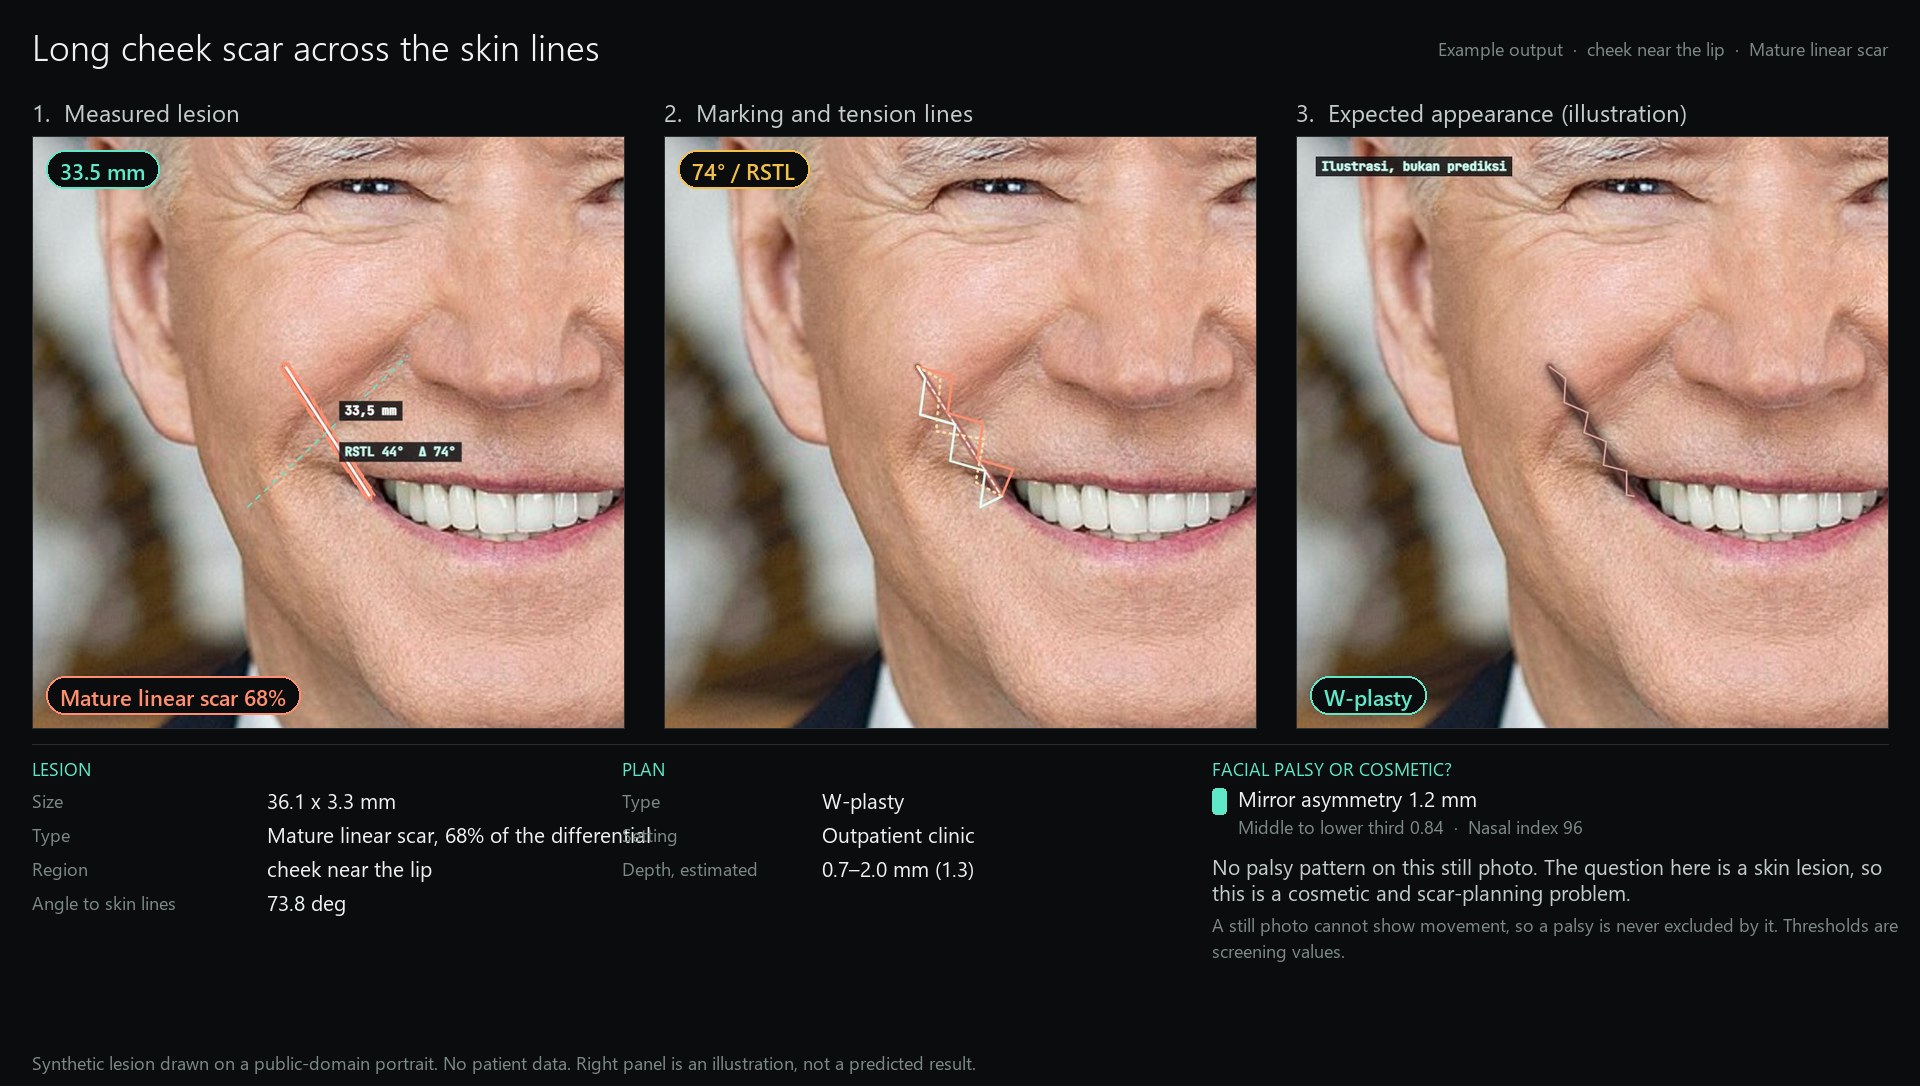 Long cheek scar across the skin lines
Example output · cheek near the lip · Mature linear scar
1. Measured lesion
33.5 mm
33,5 mm
RSTL 44° Δ 74°
Mature linear scar 68%
2. Marking and tension lines
74° / RSTL
3. Expected appearance (illustration)
Ilustrasi, bukan prediksi
W-plasty
LESION
Size 36.1 x 3.3 mm
Type Mature linear scar, 68% of the differential
Region cheek near the lip
Angle to skin lines 73.8 deg
PLAN
Type W-plasty
Setting Outpatient clinic
Depth, estimated 0.7–2.0 mm (1.3)
FACIAL PALSY OR COSMETIC?
Mirror asymmetry 1.2 mm
Middle to lower third 0.84 · Nasal index 96
No palsy pattern on this still photo. The question here is a skin lesion, so
this is a cosmetic and scar-planning problem.
A still photo cannot show movement, so a palsy is never excluded by it. Thresholds are
screening values.
Synthetic lesion drawn on a public-domain portrait. No patient data. Right panel is an illustration, not a predicted result.